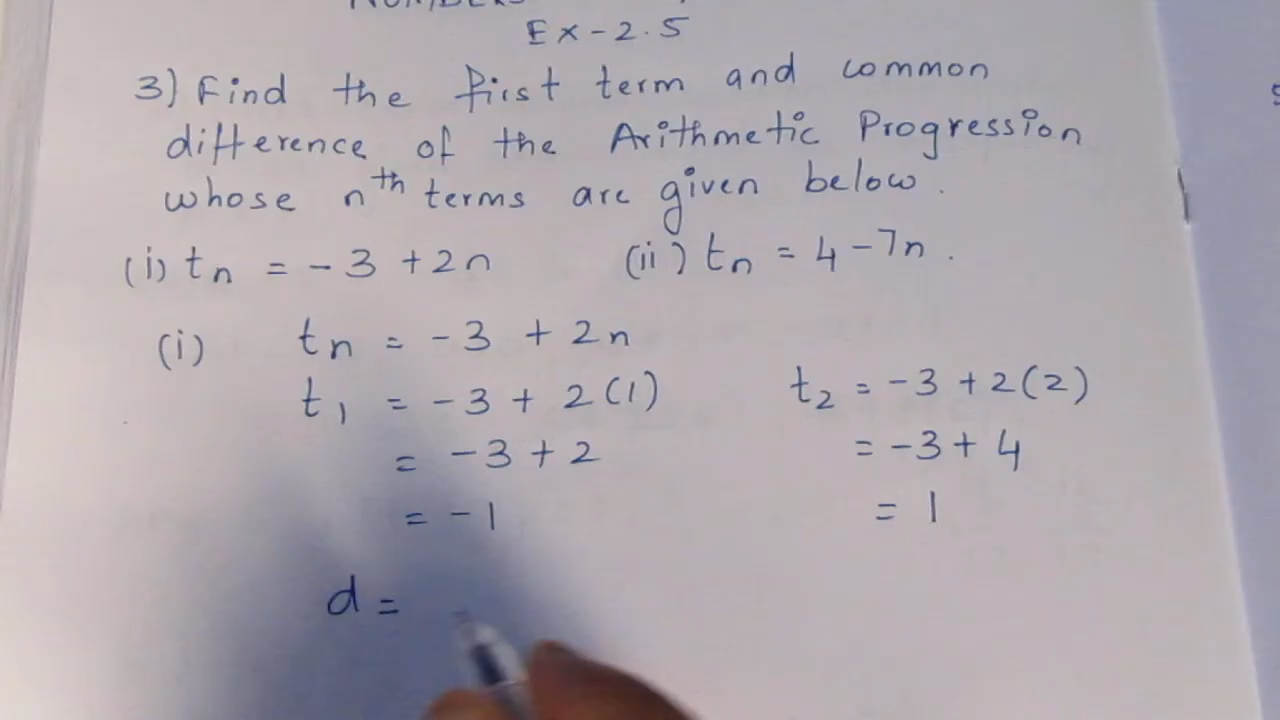 NUMBERS
Ex-2.5
3) Find the first term and common
difference of the Arithmetic Progression
whose nth terms are given below.
(i) tn = -3 +2n (ii) tn = 4 -7n.
(i) tn = -3 + 2n
t1 = -3 + 2(1) t2 = -3 +2(2)
= -3+2 = -3+ 4
= -1 = 1
d =